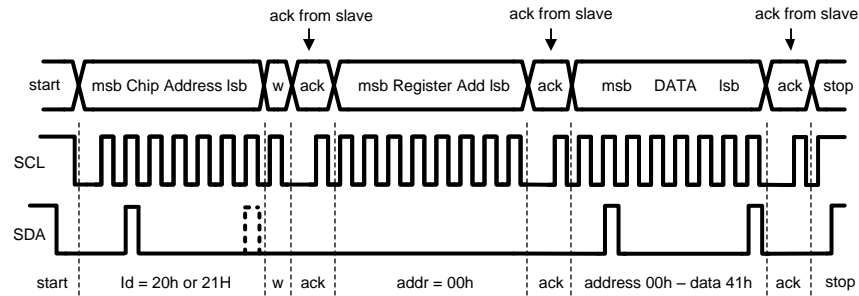 ack from slave ack from slave ack from slave
start msb Chip Address lsb w ack msb Register Add lsb ack msb DATA lsb ack stop
SCL
SDA
start Id = 20h or 21H w ack addr = 00h ack address 00h – data 41h ack stop